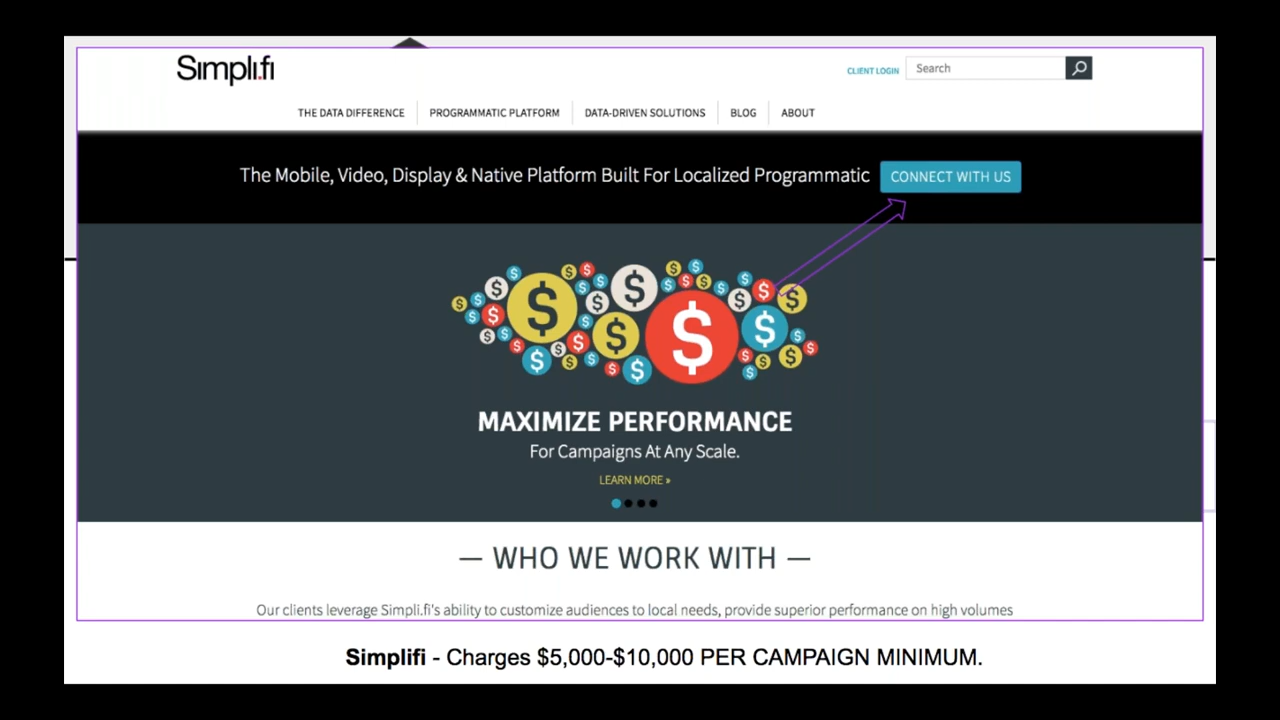 Simpli.fi
CLIENT LOGIN
Search
THE DATA DIFFERENCE
PROGRAMMATIC PLATFORM
DATA-DRIVEN SOLUTIONS
BLOG
ABOUT
The Mobile, Video, Display & Native Platform Built For Localized Programmatic
CONNECT WITH US
MAXIMIZE PERFORMANCE
For Campaigns At Any Scale.
LEARN MORE »
— WHO WE WORK WITH —
Our clients leverage Simpli.fi's ability to customize audiences to local needs, provide superior performance on high volumes
Simplifi - Charges $5,000-$10,000 PER CAMPAIGN MINIMUM.